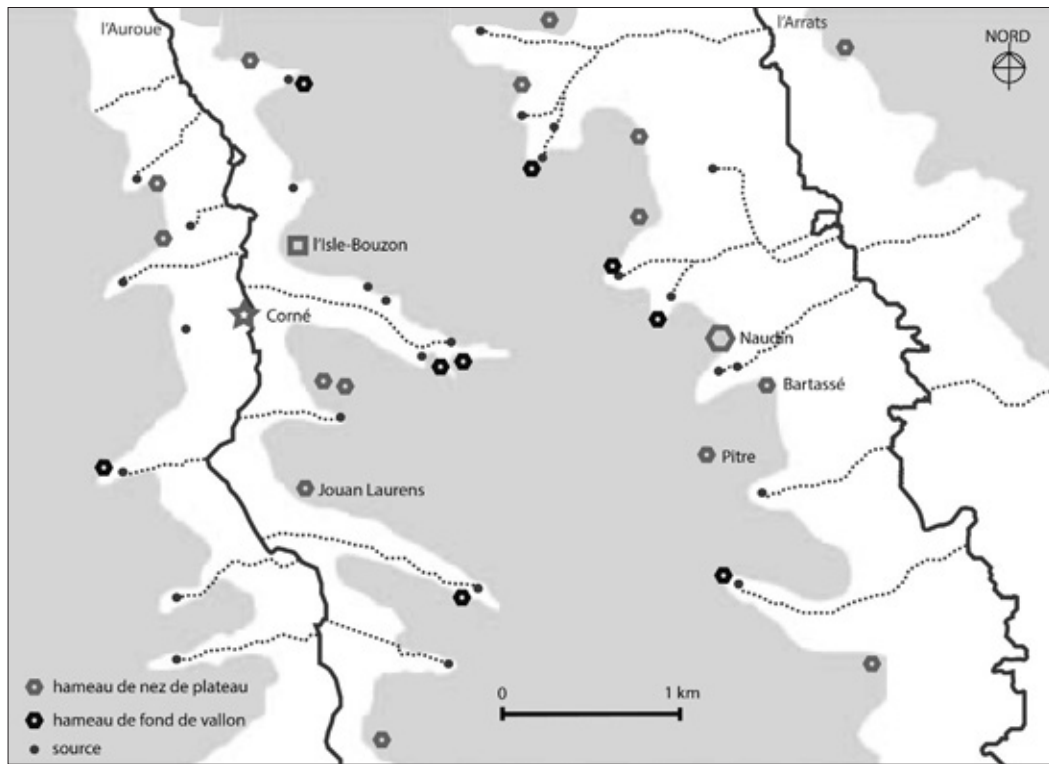 l'Auroue
l'Arrats
NORD
l'Isle-Bouzon
Corné
Naudin
Bartassé
Pitre
Jouan Laurens
hameau de nez de plateau
hameau de fond de vallon
source
0 1 km